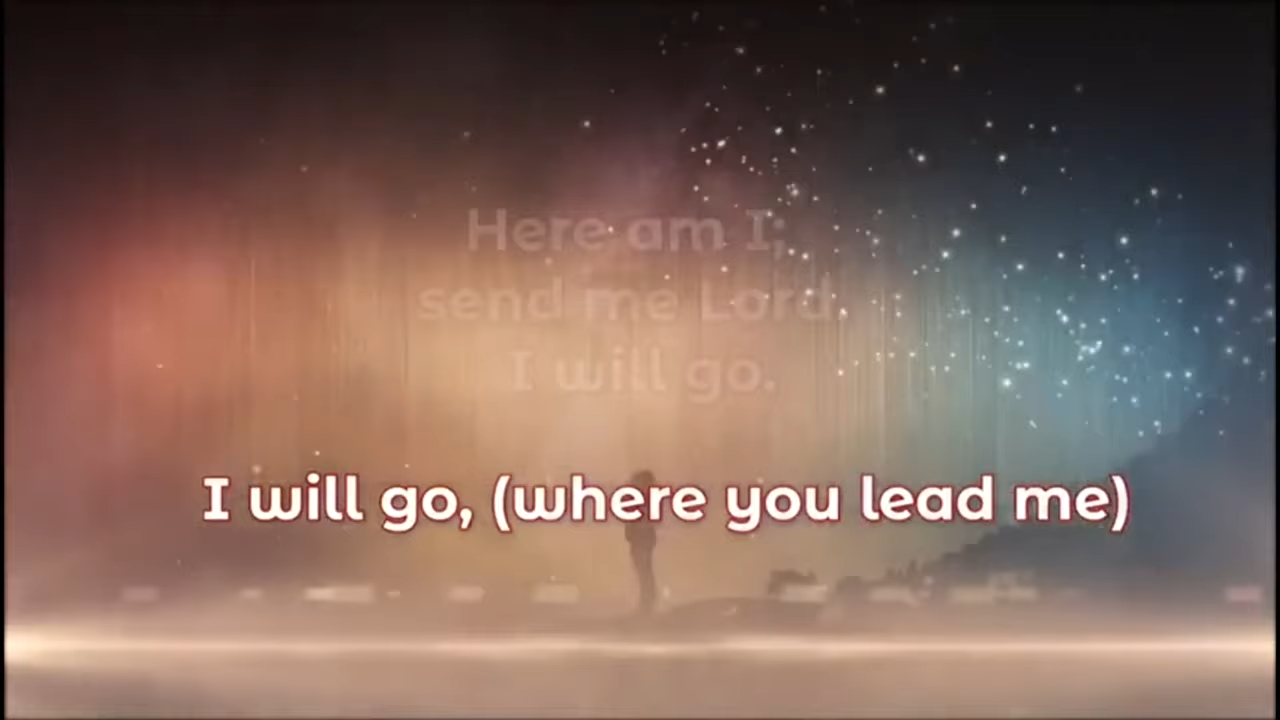 Here am I;
send me Lord.
I will go.
I will go, (where you lead me)